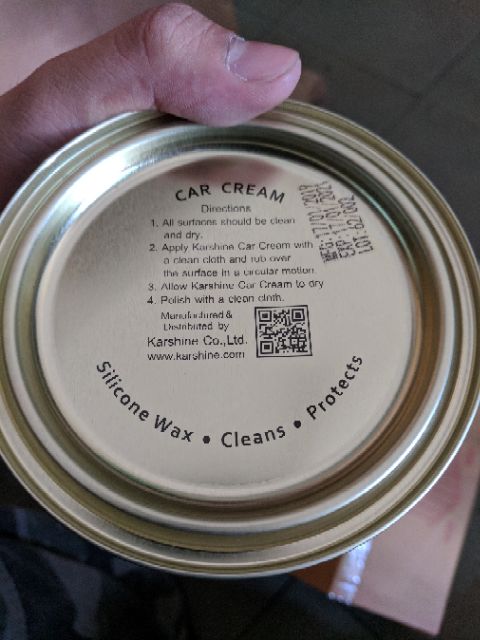 CAR CREAM
Directions
1. All surfaces should be clean
and dry.
2. Apply Karshine Car Cream with
a clean cloth and rub over
the surface in a circular motion.
3. Allow Karshine Car Cream to dry
4. Polish with a clean cloth.
Manufactured &
Distributed by
Karshine Co.,Ltd.
www.karshine.com
Silicone Wax • Cleans • Protects